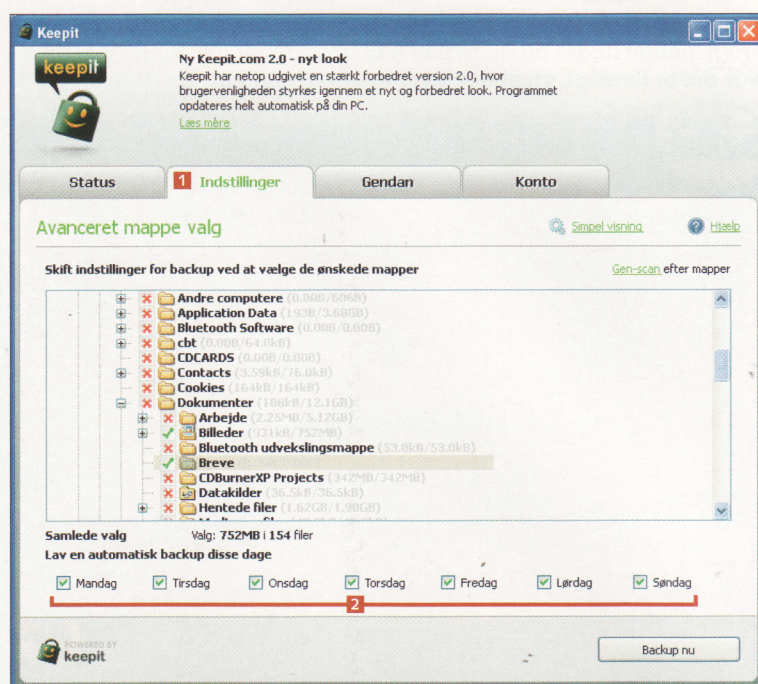 Keepit
keepit
Ny Keepit.com 2.0 - nyt look
Keepit har netop udgivet en stærkt forbedret version 2.0, hvor
brugervenligheden styrkes igennem et nyt og forbedret look. Programmet
opdateres helt automatisk på din PC.
Læs mere
Status
1 Indstillinger
Gendan
Konto
Avanceret mappe valg
Simpel visning
Hjælp
Skift indstillinger for backup ved at vælge de ønskede mapper
Gen-scan efter mapper
Andre computere (0.00B/606B)
Application Data (193B/3.68GB)
Bluetooth Software (0.00B/0.00B)
cbt (0.00B/64.0kB)
CDCARDS (0.00B/0.00B)
Contacts (3.59kB/76.0kB)
Cookies (164kB/164kB)
Dokumenter (188kB/12.1GB)
Arbejde (2.25MB/5.12GB)
Billeder (931kB/752MB)
Bluetooth udvekslingsmappe (53.0kB/53.0kB)
Breve
CDBurnerXP Projects (342MB/342MB)
Datakilder (36.5kB/36.5kB)
Hentede filer (1.62GB/1.90GB)
Samlede valg
Valg: 752MB i 154 filer
Lav en automatisk backup disse dage
Mandag
Tirsdag
Onsdag
Torsdag
Fredag
Lørdag
Søndag
2
POWERED BY
keepit
Backup nu